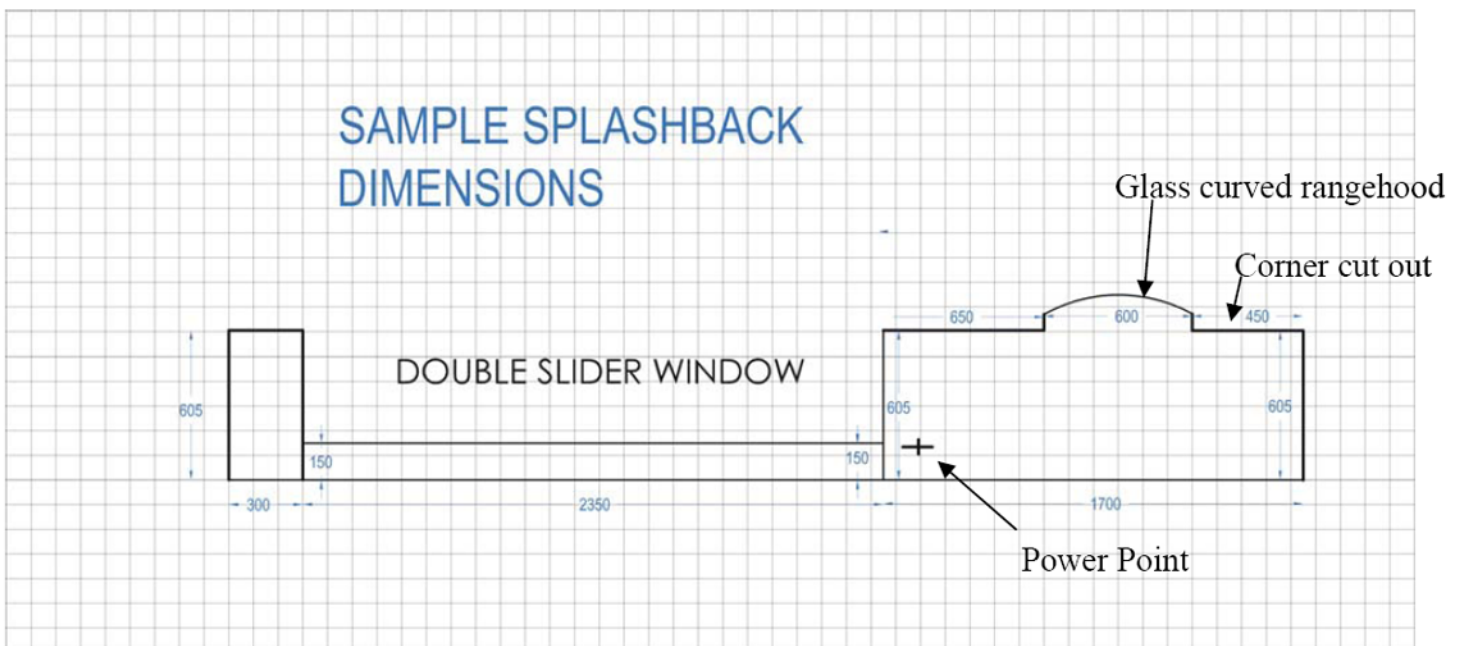 SAMPLE SPLASHBACK
DIMENSIONS
Glass curved rangehood
Corner cut out
650
600
450
DOUBLE SLIDER WINDOW
605
605
605
150
150
300
2350
1700
Power Point